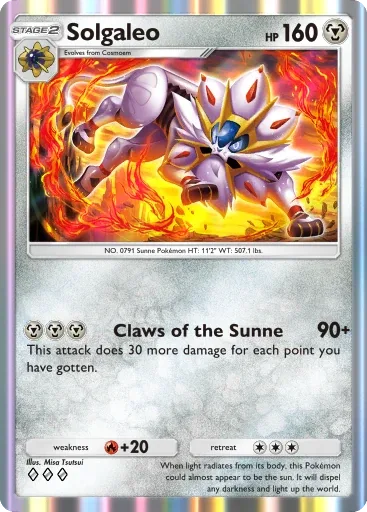 STAGE2
Solgaleo
HP 160
Evolves from Cosmoem.
NO. 0791 Sunne Pokémon HT: 11'2" WT: 507.1 lbs.
Claws of the Sunne 90+
This attack does 30 more damage for each point you
have gotten.
weakness +20 retreat
Illus. Misa Tsutsui
When light radiates from its body, this Pokémon
could almost appear to be the sun. It will dispel
any darkness and light up the world.